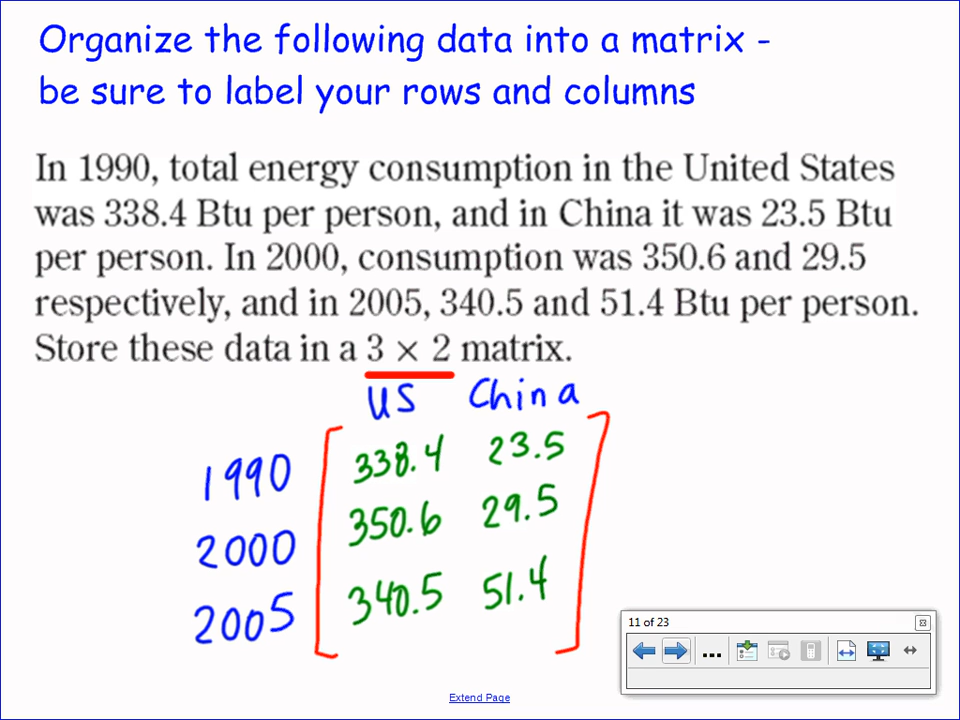 Organize the following data into a matrix -
be sure to label your rows and columns
In 1990, total energy consumption in the United States
was 338.4 Btu per person, and in China it was 23.5 Btu
per person. In 2000, consumption was 350.6 and 29.5
respectively, and in 2005, 340.5 and 51.4 Btu per person.
Store these data in a 3 × 2 matrix.
US China
1990 338.4 23.5
2000 350.6 29.5
2005 340.5 51.4
11 of 23
...
Extend Page